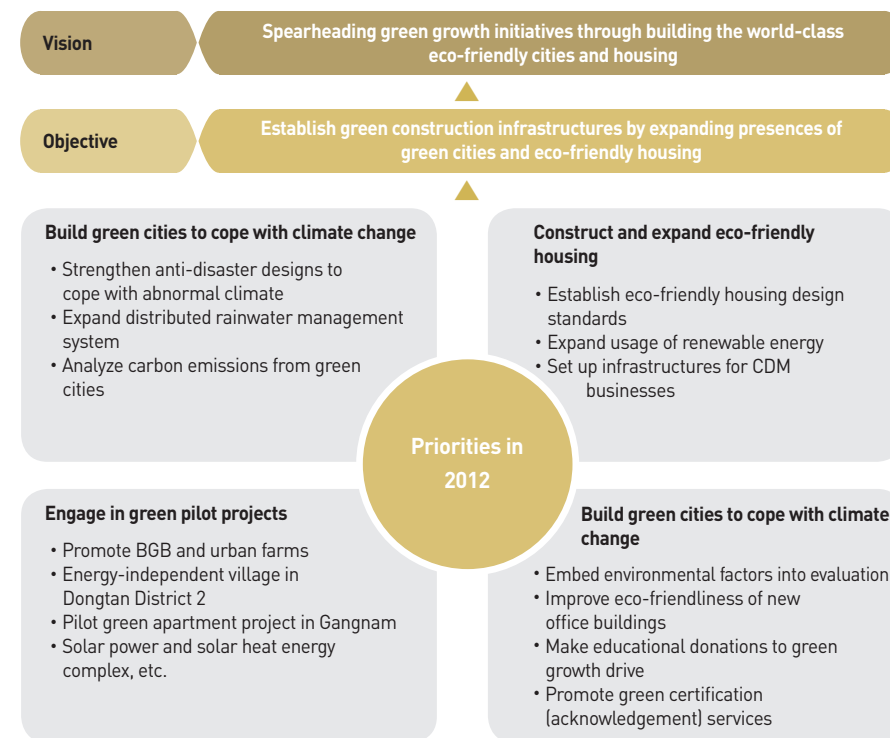 Vision
Spearheading green growth initiatives through building the world-class
eco-friendly cities and housing
Objective
Establish green construction infrastructures by expanding presences of
green cities and eco-friendly housing
Build green cities to cope with climate change
• Strengthen anti-disaster designs to
cope with abnormal climate
• Expand distributed rainwater management
system
• Analyze carbon emissions from green
cities
Construct and expand eco-friendly
housing
• Establish eco-friendly housing design
standards
• Expand usage of renewable energy
• Set up infrastructures for CDM
businesses
Priorities in
2012
Engage in green pilot projects
• Promote BGB and urban farms
• Energy-independent village in
Dongtan District 2
• Pilot green apartment project in Gangnam
• Solar power and solar heat energy
complex, etc.
Build green cities to cope with climate
change
• Embed environmental factors into evaluation
• Improve eco-friendliness of new
office buildings
• Make educational donations to green
growth drive
• Promote green certification
(acknowledgement) services